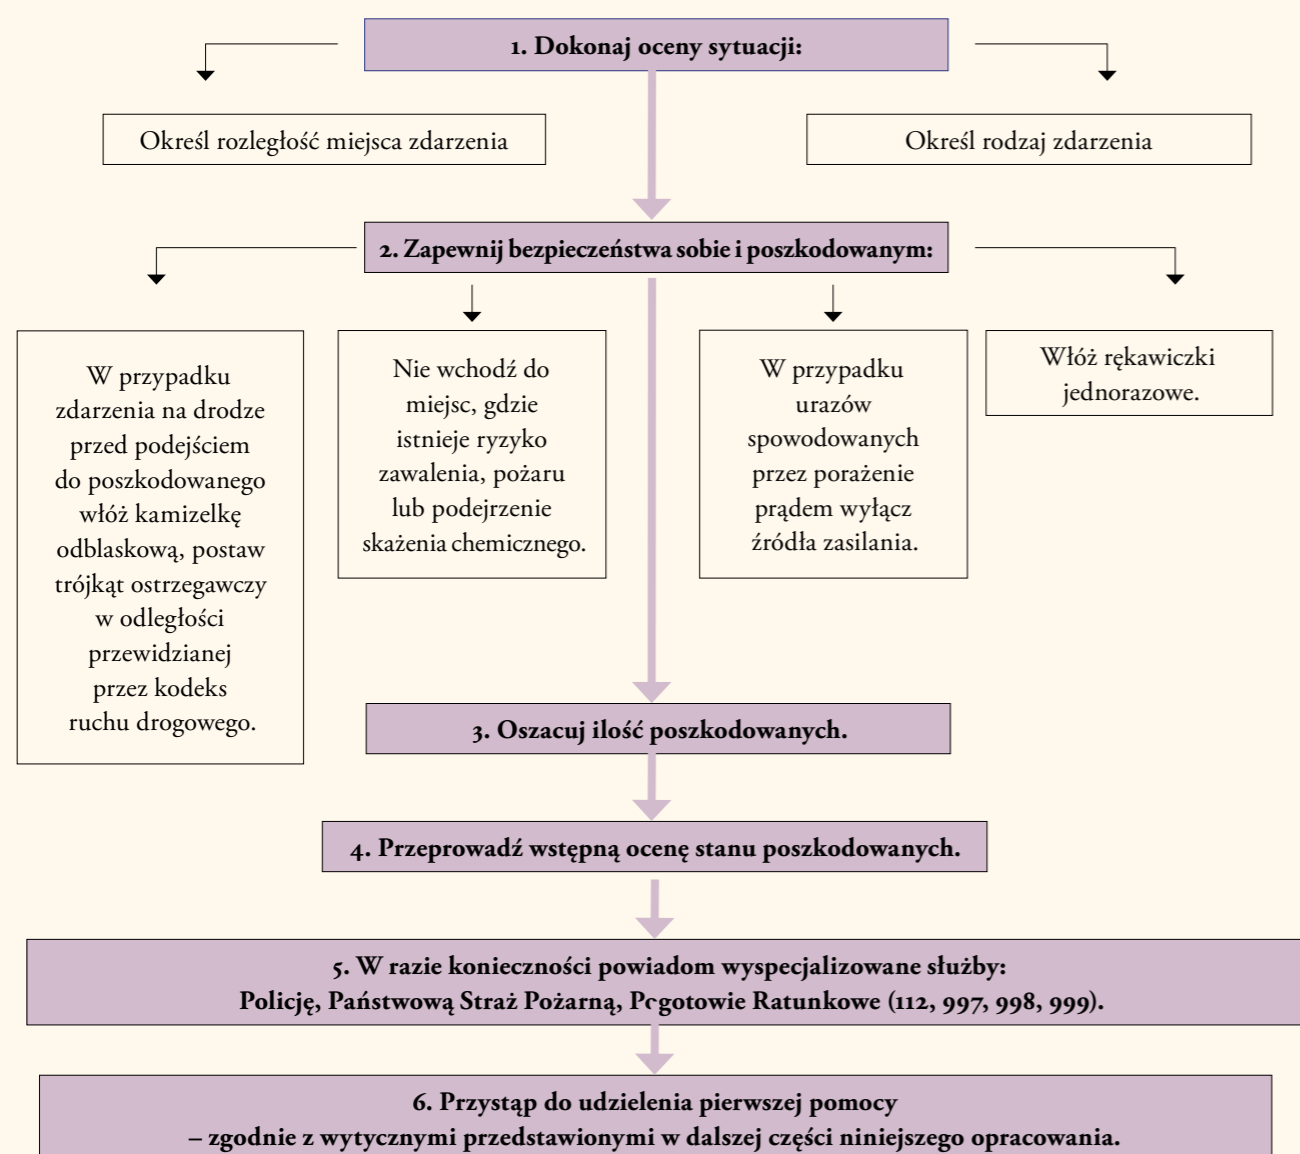 1. Dokonaj oceny sytuacji:
Określ rozległość miejsca zdarzenia
Określ rodzaj zdarzenia
2. Zapewnij bezpieczeństwa sobie i poszkodowanym:
W przypadku
zdarzenia na drodze
przed podejściem
do poszkodowanego
włóż kamizelkę
odblaskową, postaw
trójkąt ostrzegawczy
w odległości
przewidzianej
przez kodeks
ruchu drogowego.
Nie wchodź do
miejsc, gdzie
istnieje ryzyko
zawalenia, pożaru
lub podejrzenie
skażenia chemicznego.
W przypadku
urazów
spowodowanych
przez porażenie
prądem wyłącz
źródła zasilania.
Włóż rękawiczki
jednorazowe.
3. Oszacuj ilość poszkodowanych.
4. Przeprowadź wstępną ocenę stanu poszkodowanych.
5. W razie konieczności powiadom wyspecjalizowane służby:
Policję, Państwową Straż Pożarną, Pogotowie Ratunkowe (112, 997, 998, 999).
6. Przystąp do udzielenia pierwszej pomocy
– zgodnie z wytycznymi przedstawionymi w dalszej części niniejszego opracowania.